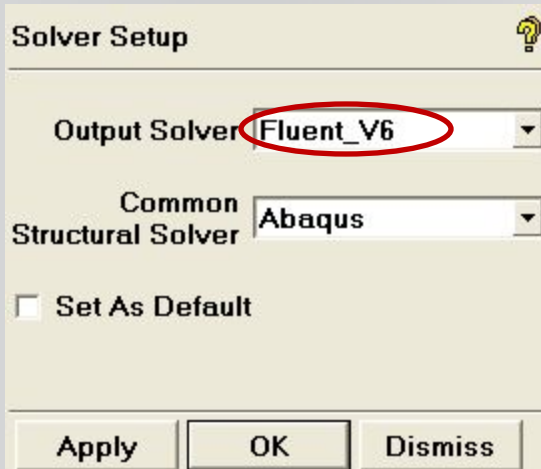 Solver Setup
Output Solver Fluent_V6
Common
Structural Solver Abaqus
Set As Default
Apply OK Dismiss